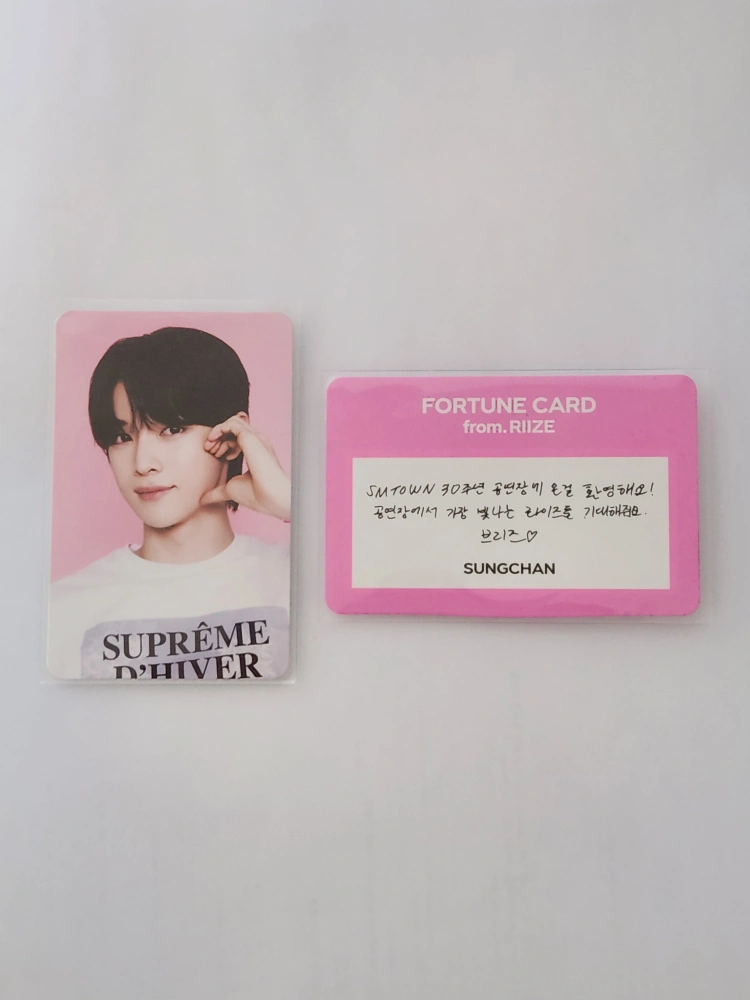 SUPRÊME
D'HIVER
FORTUNE CARD
from. RIIZE
SMTOWN 30주년 공연장에 온걸 환영해요!
공연장에서 가장 빛나는 라이즈를 기대해줘요.
브리즈♡
SUNGCHAN